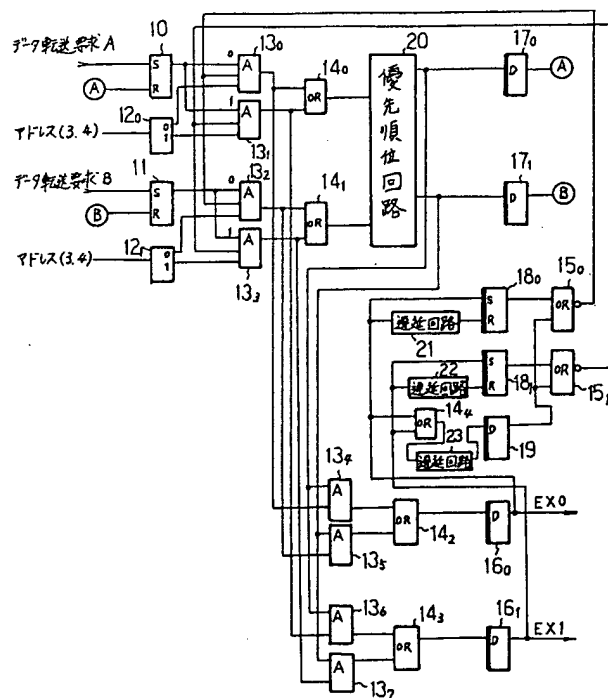 データ転送要求A
10
S
R
A
アドレス(3.4)
12₀
0
1
データ転送要求B
11
S
R
B
アドレス(3.4)
12₁
0
1
0
A
13₀
1
A
13₁
0
A
13₂
1
A
13₃
14₀
OR
14₁
OR
20
優先順位回路
17₀
D
A
17₁
D
B
18₀
S
R
15₀
OR
遅延回路
21
22
遅延回路
S
R
18₁
OR
15₁
14₄
OR
23
遅延回路
D
19
13₄
A
A
13₅
OR
14₂
D
16₀
EX0
13₆
A
A
13₇
14₃
OR
16₁
D
EX1